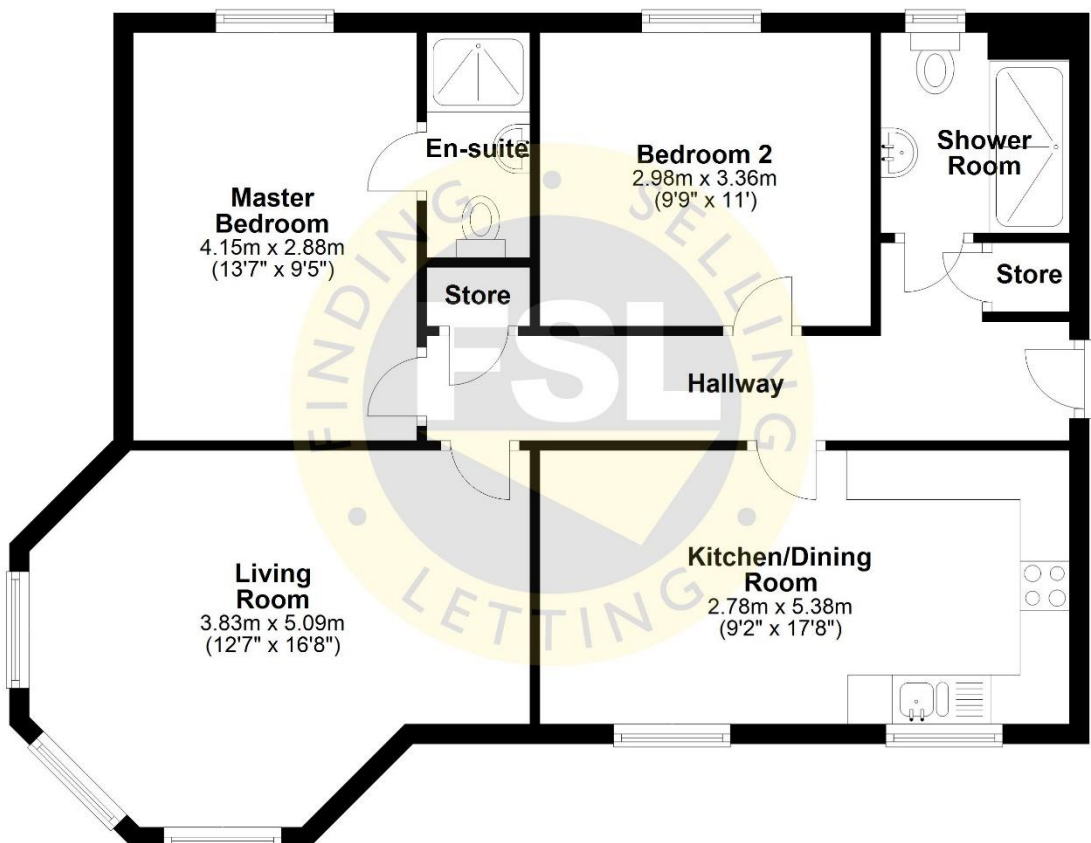 Master
Bedroom
4.15m x 2.88m
(13'7" x 9'5")
En-suite
Bedroom 2
2.98m x 3.36m
(9'9" x 11')
Shower
Room
Store
Store
Hallway
Living
Room
3.83m x 5.09m
(12'7" x 16'8")
Kitchen/Dining
Room
2.78m x 5.38m
(9'2" x 17'8")
FINDING • SELLING • LETTING •
FSL